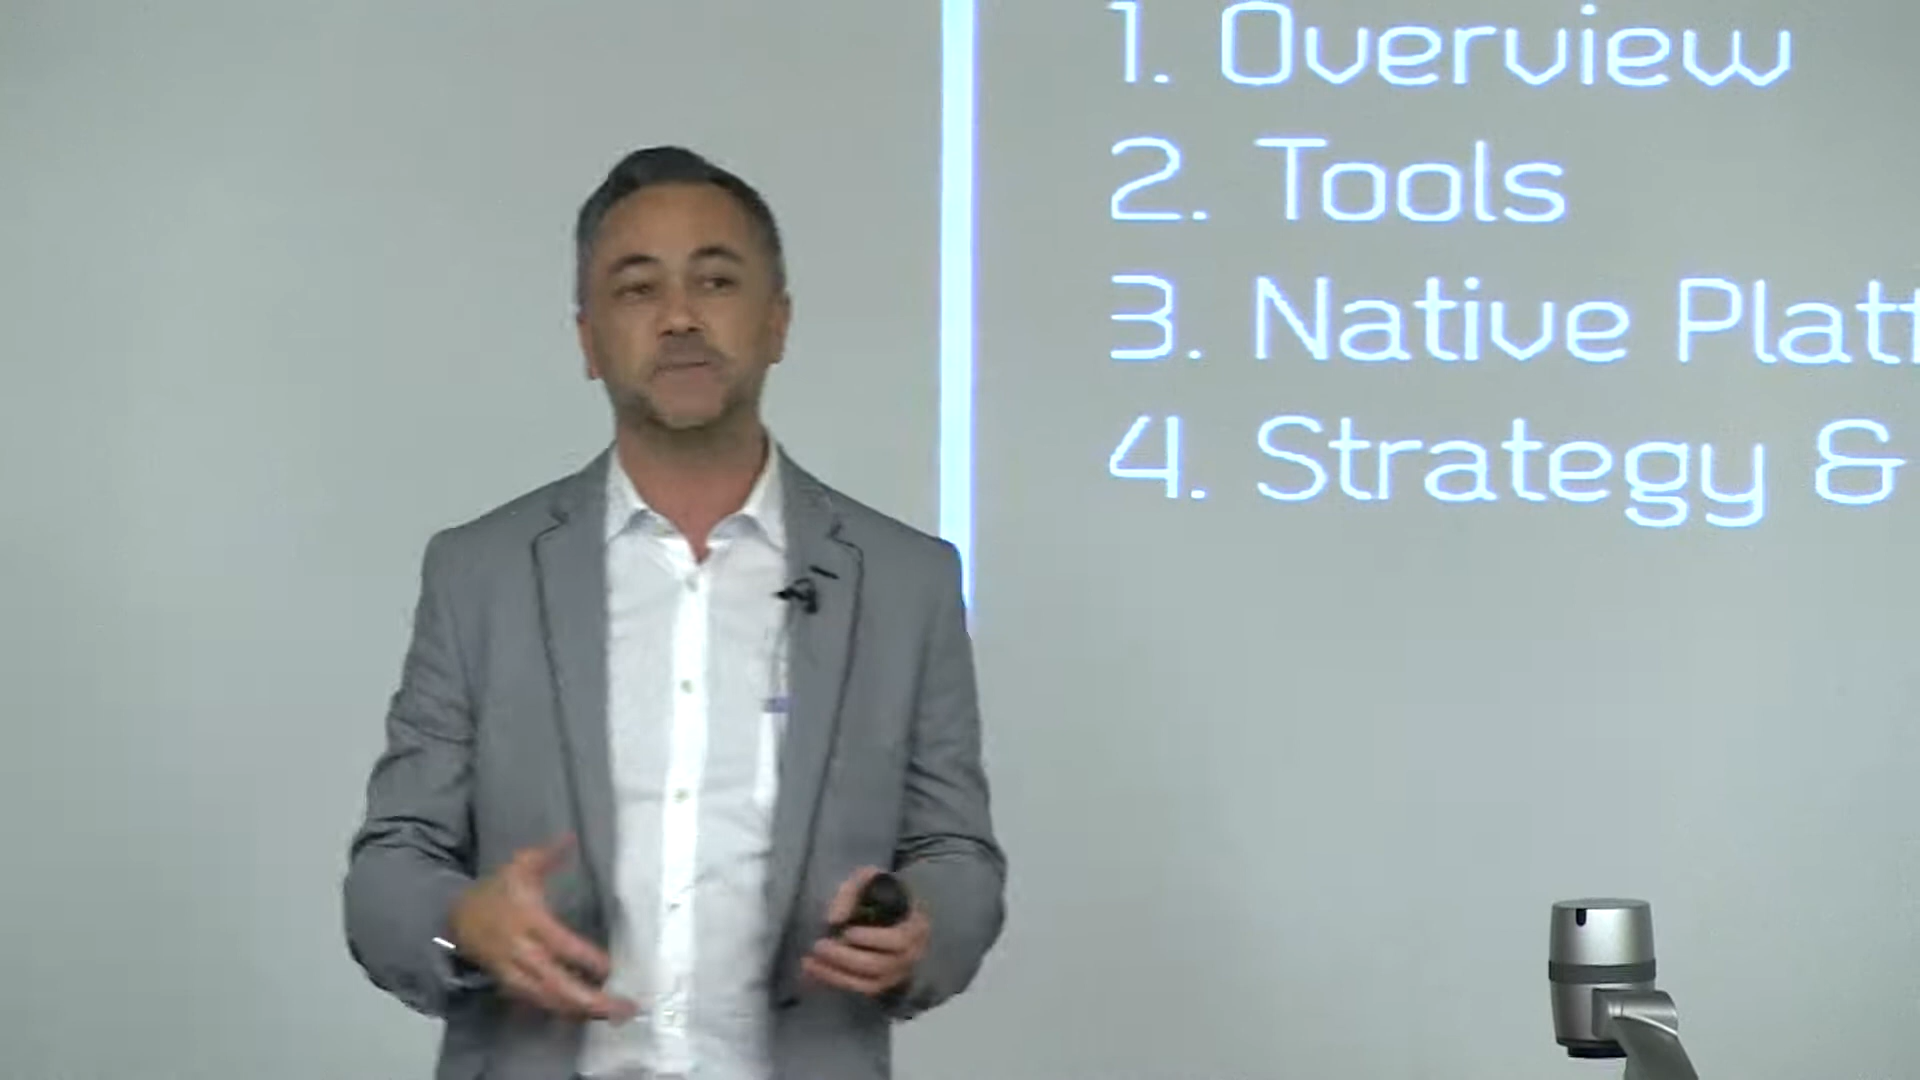 1. Overview
2. Tools
3. Native
4. Strategy &